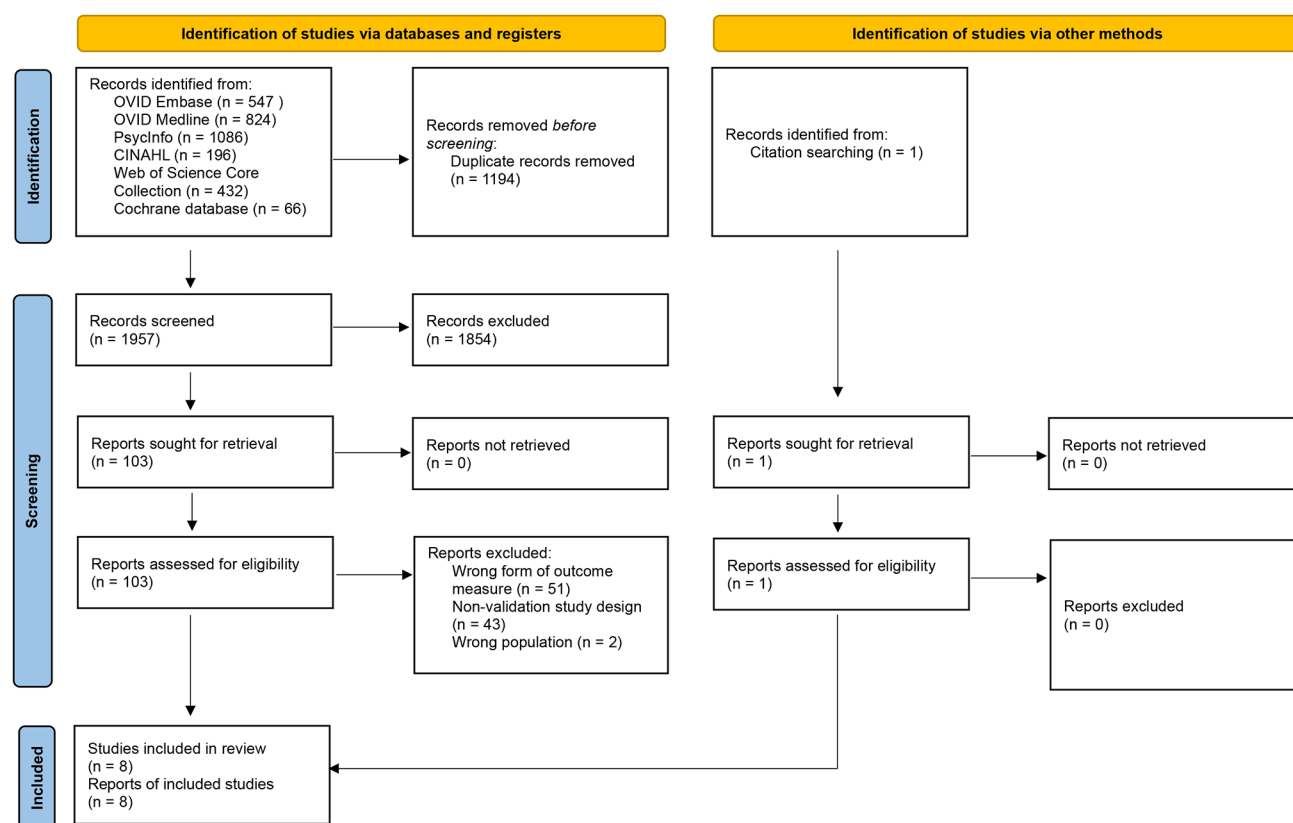 Identification of studies via databases and registers
Identification of studies via other methods
Identification
Records identified from:
OVID Embase (n = 547 )
OVID Medline (n = 824)
PsycInfo (n = 1086)
CINAHL (n = 196)
Web of Science Core
Collection (n = 432)
Cochrane database (n = 66)
Records removed before
screening:
Duplicate records removed
(n = 1194)
Records identified from:
Citation searching (n = 1)
Screening
Records screened
(n = 1957)
Records excluded
(n = 1854)
Reports sought for retrieval
(n = 103)
Reports not retrieved
(n = 0)
Reports sought for retrieval
(n = 1)
Reports not retrieved
(n = 0)
Reports assessed for eligibility
(n = 103)
Reports excluded:
Wrong form of outcome
measure (n = 51)
Non-validation study design
(n = 43)
Wrong population (n = 2)
Reports assessed for eligibility
(n = 1)
Reports excluded
(n = 0)
Included
Studies included in review
(n = 8)
Reports of included studies
(n = 8)